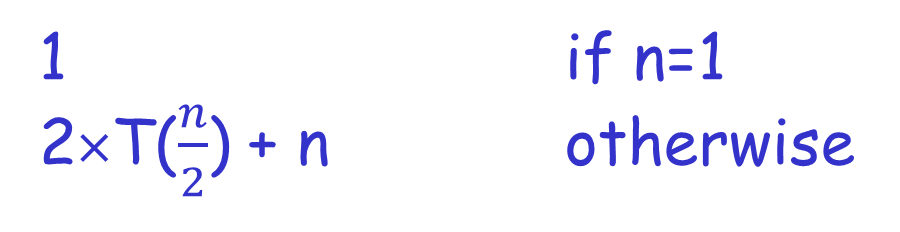 1 if n=1
2×T(n/2) + n otherwise